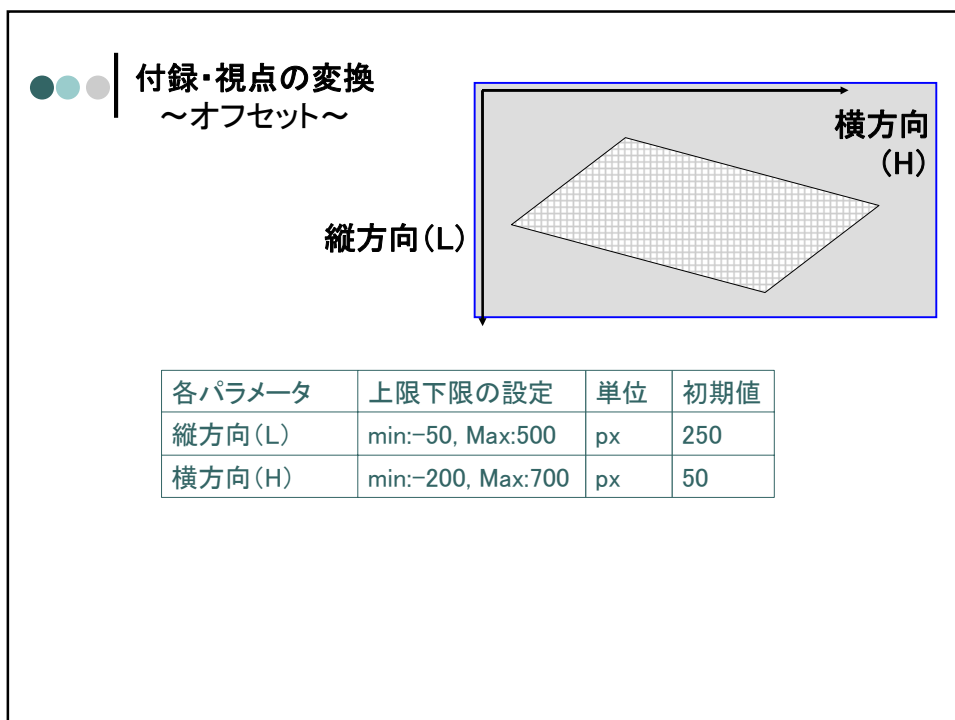 付録・視点の変換
～オフセット～
横方向
(H)
縦方向(L)
各パラメータ 上限下限の設定 単位 初期値
縦方向(L) min:-50, Max:500 px 250
横方向(H) min:-200, Max:700 px 50